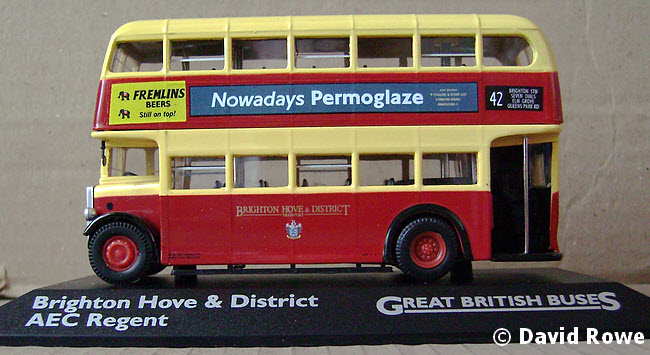 FREMLINS
BEERS
Still on top!
Nowadays Permoglaze
42
BRIGHTON STN
SEVEN DIALS
ELM GROVE
QUEENS PARK RD
BRIGHTON HOVE & DISTRICT
TRANSPORT
Brighton Hove & District
AEC Regent
GREAT BRITISH BUSES
© David Rowe